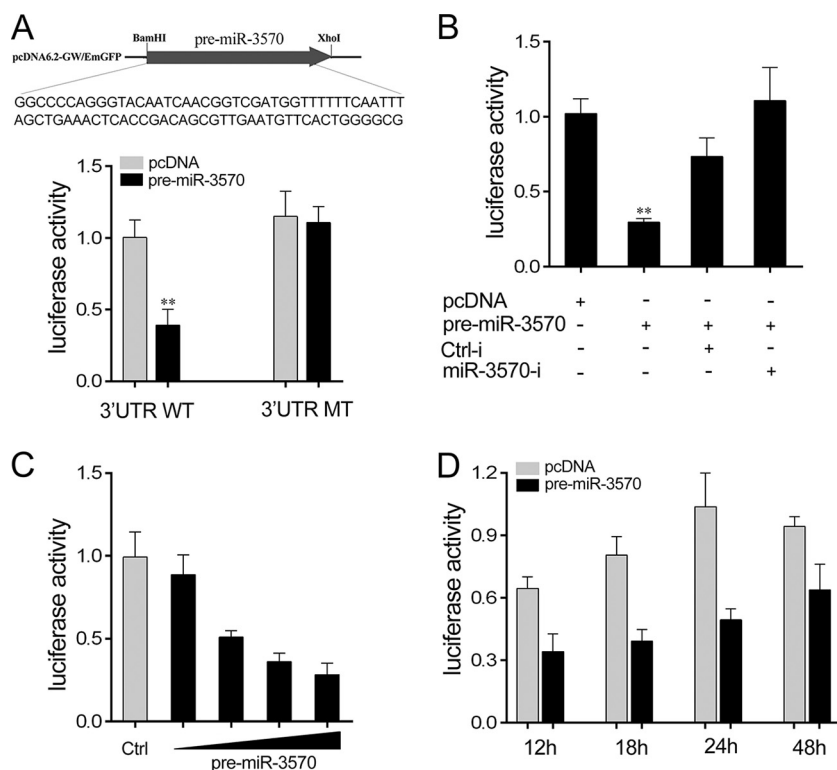 A
BamHI pre-miR-3570 XhoI
pcDNA6.2-GW/EmGFP
GGCCCCAGGGTACAATCAACGGTCGATGGTTTTTTCAATTT
AGCTGAAACTCACCGACAGCGTTGAATGTTCACTGGGGCG
pcDNA
pre-miR-3570
luciferase activity
1.5
1.0
0.5
0.0
**
3'UTR WT 3'UTR MT
B
luciferase activity
1.5
1.0
0.5
0.0
**
pcDNA + - - -
pre-miR-3570 - + + +
Ctrl-i - - + -
miR-3570-i - - - +
C
luciferase activity
1.5
1.0
0.5
0.0
Ctrl
pre-miR-3570
D
pcDNA
pre-miR-3570
luciferase activity
1.2
0.9
0.6
0.3
0.0
12h 18h 24h 48h